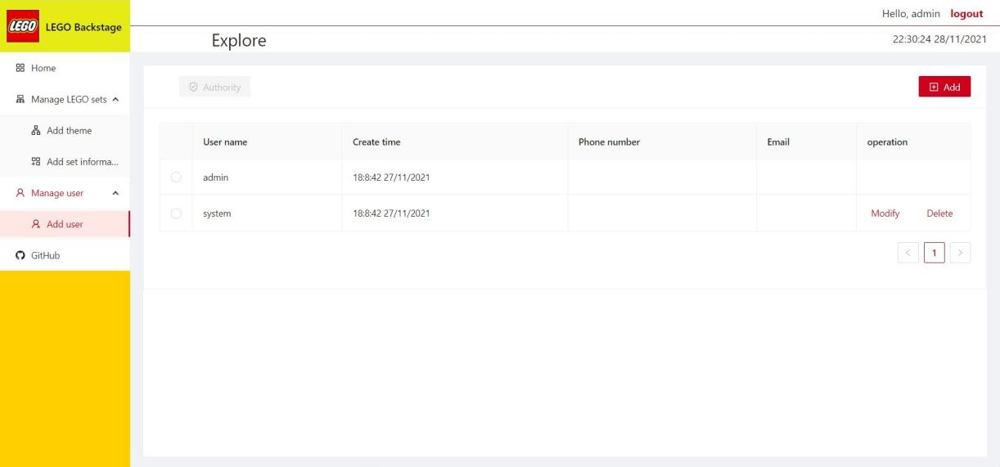 LEGO LEGO Backstage
Hello, admin logout
Explore 22:30:24 28/11/2021
Home
Manage LEGO sets
Add theme
Add set informa...
Manage user
Add user
GitHub
Authority Add
User name Create time Phone number Email operation
admin 18:8:42 27/11/2021
system 18:8:42 27/11/2021 Modify Delete
< 1 >